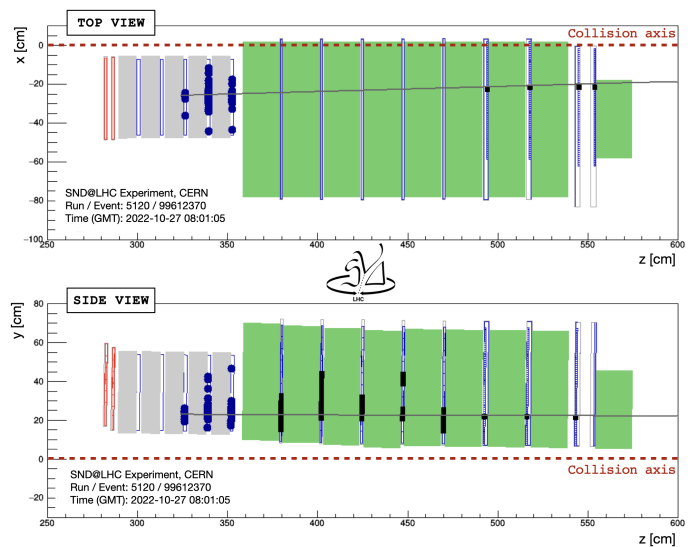 TOP VIEW
Collision axis
x [cm]
0
−20
−40
−60
−80
−100
SND@LHC Experiment, CERN
Run / Event: 5120 / 99612370
Time (GMT): 2022-10-27 08:01:05
250 300 350 400 450 500 550 600
z [cm]
LHC
SIDE VIEW
y [cm]
80
60
40
20
0
−20
Collision axis
SND@LHC Experiment, CERN
Run / Event: 5120 / 99612370
Time (GMT): 2022-10-27 08:01:05
250 300 350 400 450 500 550 600
z [cm]